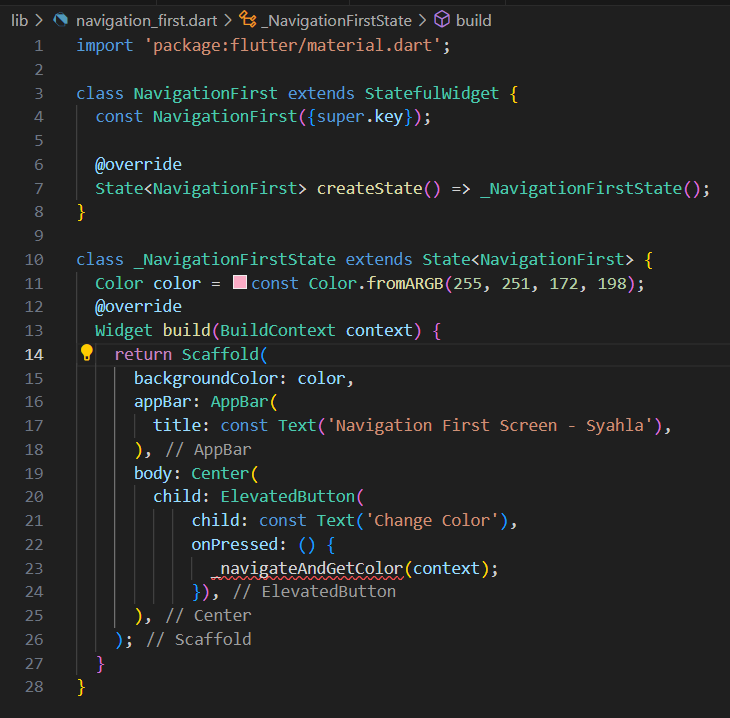 lib > navigation_first.dart > _NavigationFirstState > build
1 import 'package:flutter/material.dart';
2
3 class NavigationFirst extends StatefulWidget {
4   const NavigationFirst({super.key});
5
6   @override
7   State<NavigationFirst> createState() => _NavigationFirstState();
8 }
9
10 class _NavigationFirstState extends State<NavigationFirst> {
11   Color color = const Color.fromARGB(255, 251, 172, 198);
12   @override
13   Widget build(BuildContext context) {
14     return Scaffold(
15       backgroundColor: color,
16       appBar: AppBar(
17         title: const Text('Navigation First Screen - Syahla'),
18       ), // AppBar
19       body: Center(
20         child: ElevatedButton(
21             child: const Text('Change Color'),
22             onPressed: () {
23               _navigateAndGetColor(context);
24             }), // ElevatedButton
25       ), // Center
26     ); // Scaffold
27   }
28 }